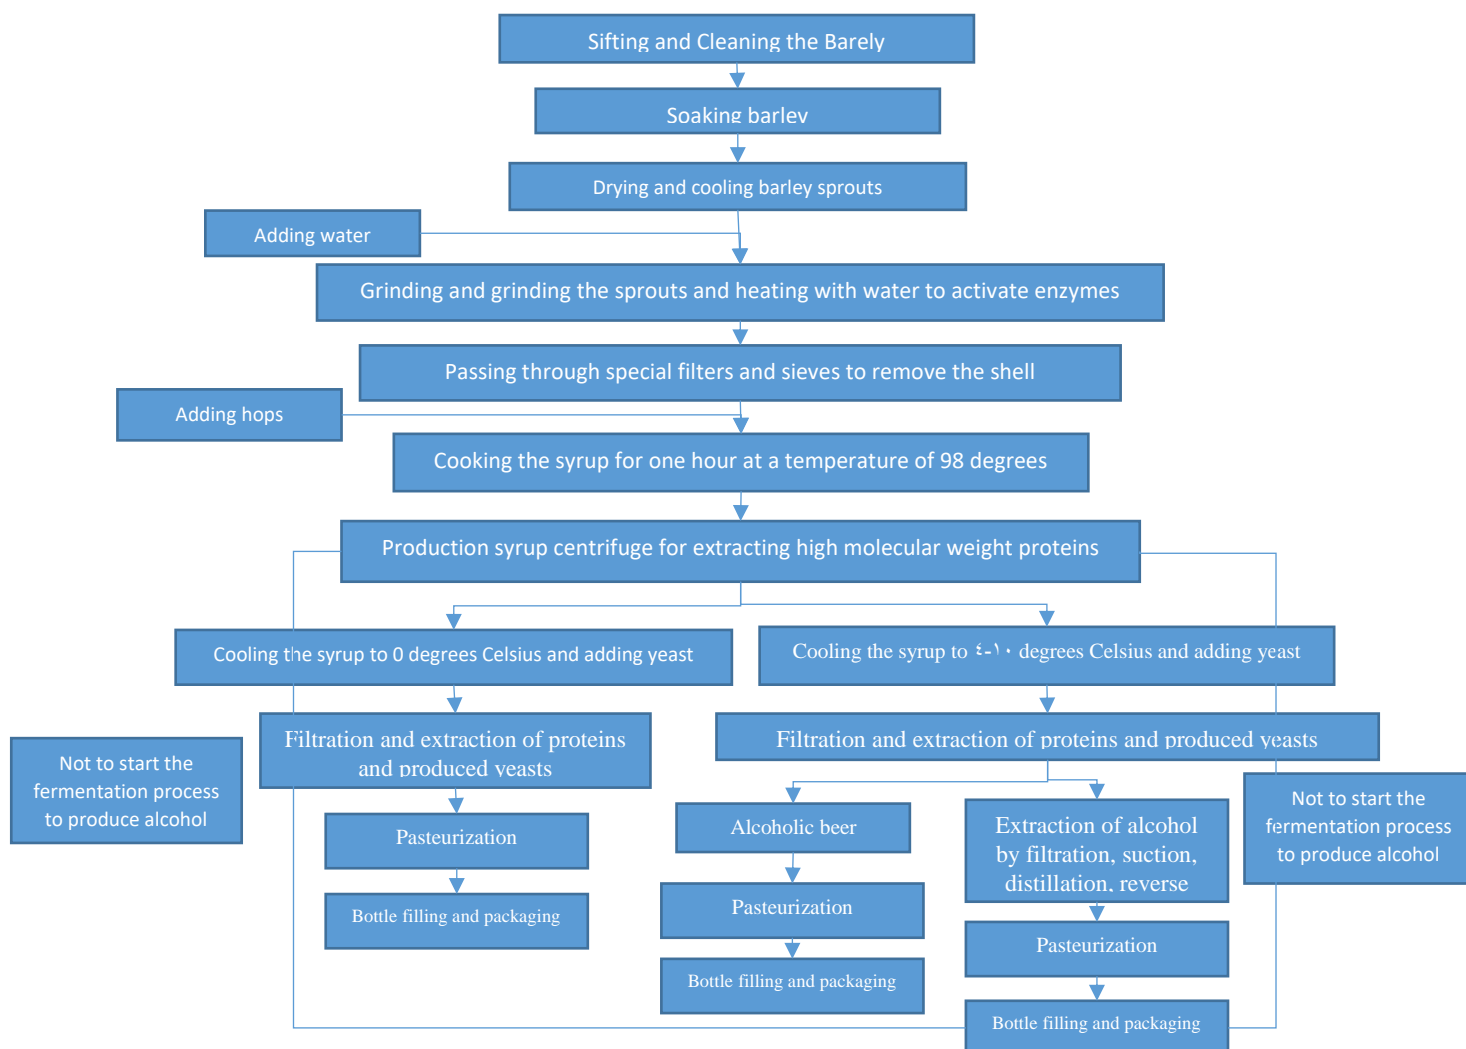 Sifting and Cleaning the Barely
Soaking barley
Drying and cooling barley sprouts
Adding water
Grinding and grinding the sprouts and heating with water to activate enzymes
Passing through special filters and sieves to remove the shell
Adding hops
Cooking the syrup for one hour at a temperature of 98 degrees
Production syrup centrifuge for extracting high molecular weight proteins
Cooling the syrup to 0 degrees Celsius and adding yeast
Cooling the syrup to ٤-١٠ degrees Celsius and adding yeast
Filtration and extraction of proteins
and produced yeasts
Filtration and extraction of proteins and produced yeasts
Not to start the
fermentation process
to produce alcohol
Pasteurization
Bottle filling and packaging
Alcoholic beer
Pasteurization
Bottle filling and packaging
Extraction of alcohol
by filtration, suction,
distillation, reverse
Pasteurization
Bottle filling and packaging
Not to start the
fermentation process
to produce alcohol